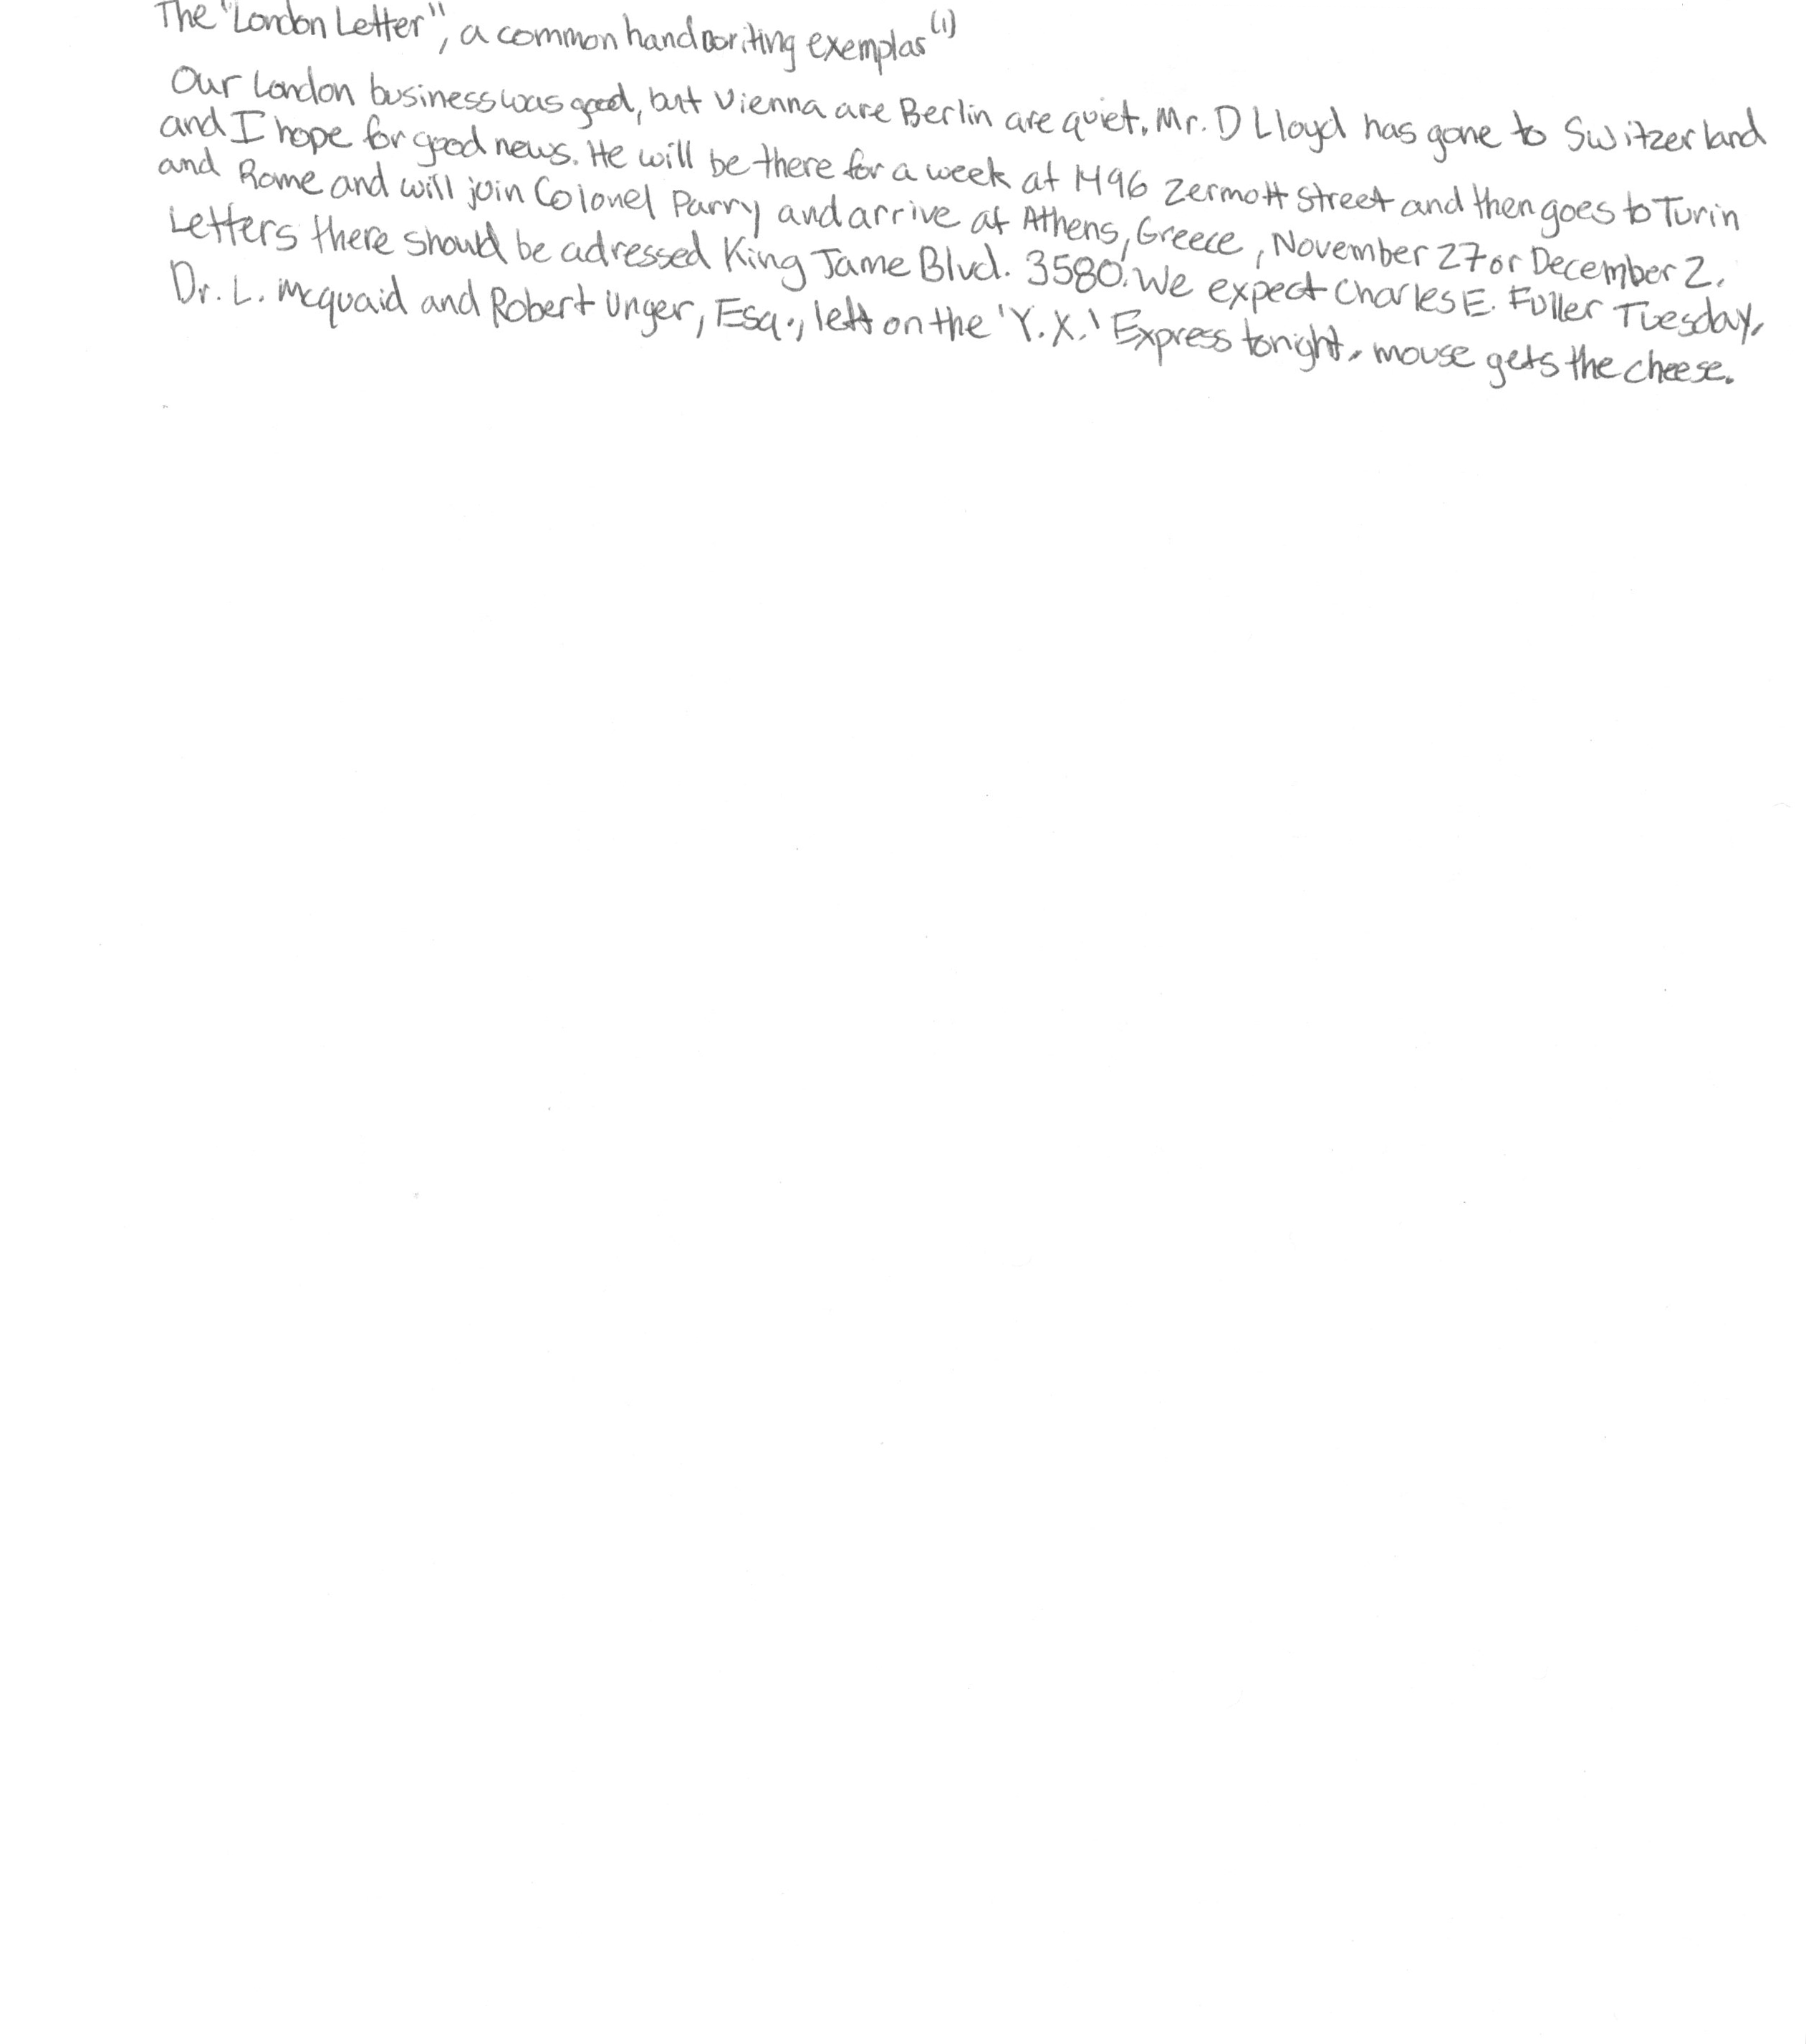 The "London Letter", a common handwriting exemplas (1)
Our London business was good, but Vienna are Berlin are quiet. Mr. D Lloyd has gone to Switzerland
and I hope for good news. He will be there for a week at 1496 Zermott Street and then goes to Turin
and Rome and will join Colonel Parry and arrive at Athens, Greece, November 27 or December 2.
Letters there should be adressed King Jame Blvd. 3580. We expect Charles E. Fuller Tuesday.
Dr. L. Mcquaid and Robert Unger, Esq., left on the 'Y.X.' Express tonight. mouse gets the cheese.